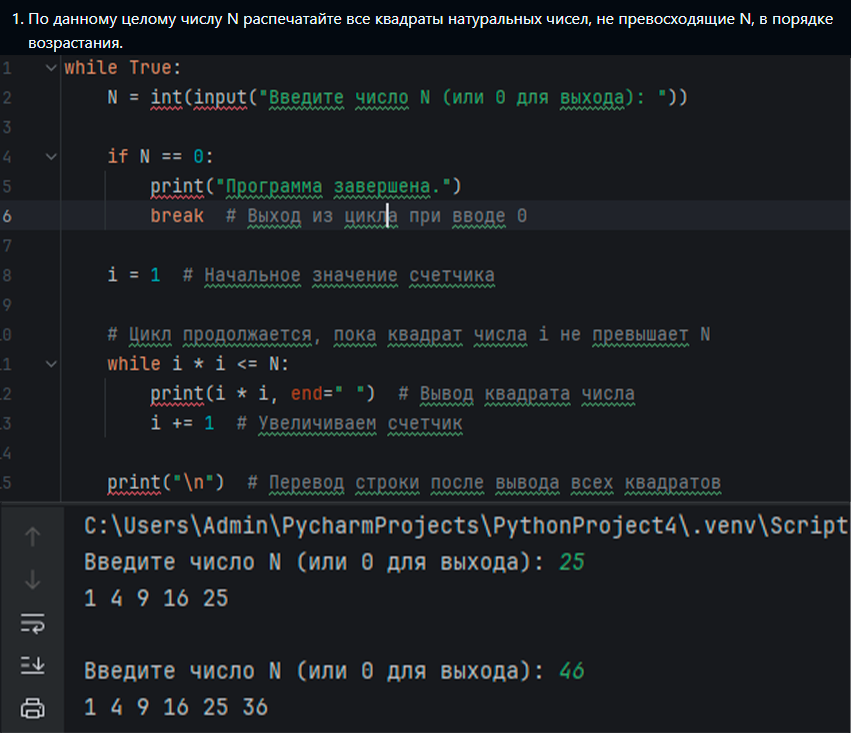 1. По данному целому числу N распечатайте все квадраты натуральных чисел, не превосходящие N, в порядке
возрастания.
1 while True:
2 N = int(input("Введите число N (или 0 для выхода): "))
3
4 if N == 0:
5 print("Программа завершена.")
6 break # Выход из цикла при вводе 0
7
8 i = 1 # Начальное значение счетчика
9
0 # Цикл продолжается, пока квадрат числа i не превышает N
1 while i * i <= N:
2 print(i * i, end=" ") # Вывод квадрата числа
3 i += 1 # Увеличиваем счетчик
4
5 print("\n") # Перевод строки после вывода всех квадратов
C:\Users\Admin\PycharmProjects\PythonProject4\.venv\Script
Введите число N (или 0 для выхода): 25
1 4 9 16 25
Введите число N (или 0 для выхода): 46
1 4 9 16 25 36